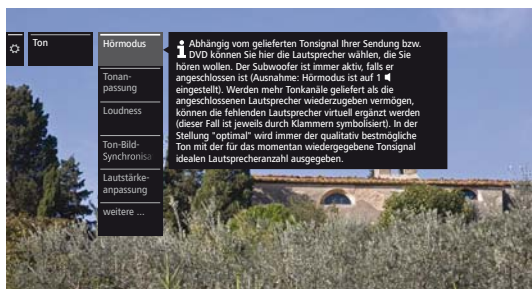 Ton
Hörmodus
Tonan-
passung
Loudness
Ton-Bild-
Synchronisa
Lautstärke-
anpassung
weitere ...
Abhängig vom gelieferten Tonsignal Ihrer Sendung bzw.
DVD können Sie hier die Lautsprecher wählen, die Sie
hören wollen. Der Subwoofer ist immer aktiv, falls er
angeschlossen ist (Ausnahme: Hörmodus ist auf 1
eingestellt). Werden mehr Tonkanäle geliefert als die
angeschlossenen Lautsprecher wiederzugeben vermögen,
können die fehlenden Lautsprecher virtuell ergänzt werden
(dieser Fall ist jeweils durch Klammern symbolisiert). In der
Stellung "optimal" wird immer der qualitativ bestmögliche
Ton mit der für das momentan wiedergegebene Tonsignal
idealen Lautsprecheranzahl ausgegeben.